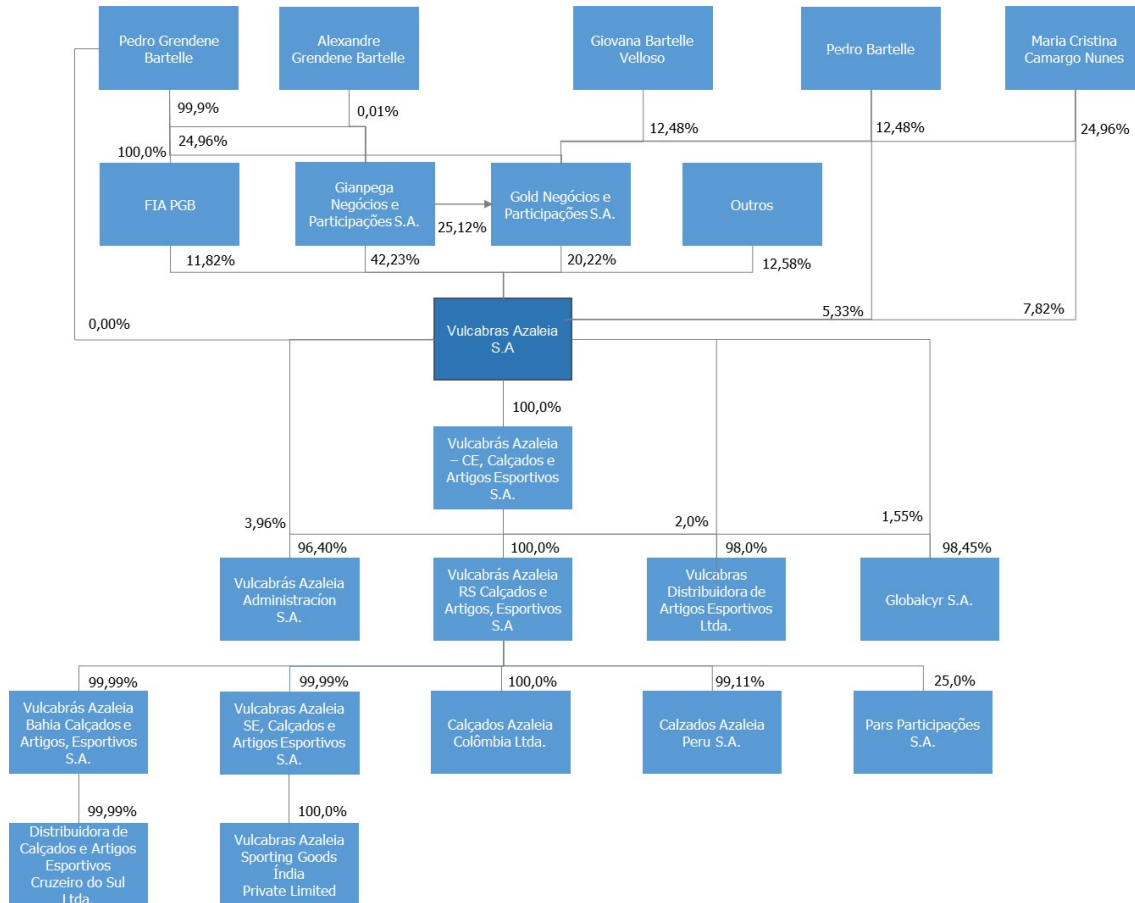 Pedro Grendene
Bartelle
Alexandre
Grendene Bartelle
Giovana Bartelle
Velloso
Pedro Bartelle
Maria Cristina
Camargo Nunes
99,9%
0,01%
24,96%
12,48%
12,48%
24,96%
100,0%
FIA PGB
Gianpega
Negócios e
Participações S.A.
25,12%
Gold Negócios e
Participações S.A.
Outros
11,82%
42,23%
20,22%
12,58%
0,00%
5,33%
7,82%
Vulcabras Azaleia
S.A
100,0%
Vulcabrás Azaleia
– CE, Calçados e
Artigos Esportivos
S.A.
3,96%
2,0%
1,55%
96,40%
100,0%
98,0%
98,45%
Vulcabrás Azaleia
Administracíon
S.A.
Vulcabrás Azaleia
RS Calçados e
Artigos, Esportivos
S.A
Vulcabras
Distribuidora de
Artigos Esportivos
Ltda.
Globalcyr S.A.
99,99%
99,99%
100,0%
99,11%
25,0%
Vulcabrás Azaleia
Bahia Calçados e
Artigos, Esportivos
S.A.
Vulcabras Azaleia
SE, Calçados e
Artigos Esportivos
S.A.
Calçados Azaleia
Colômbia Ltda.
Calzados Azaleia
Peru S.A.
Pars Participações
S.A.
99,99%
100,0%
Distribuidora de
Calçados e Artigos
Esportivos
Cruzeiro do Sul
Ltda.
Vulcabras Azaleia
Sporting Goods
Índia
Private Limited